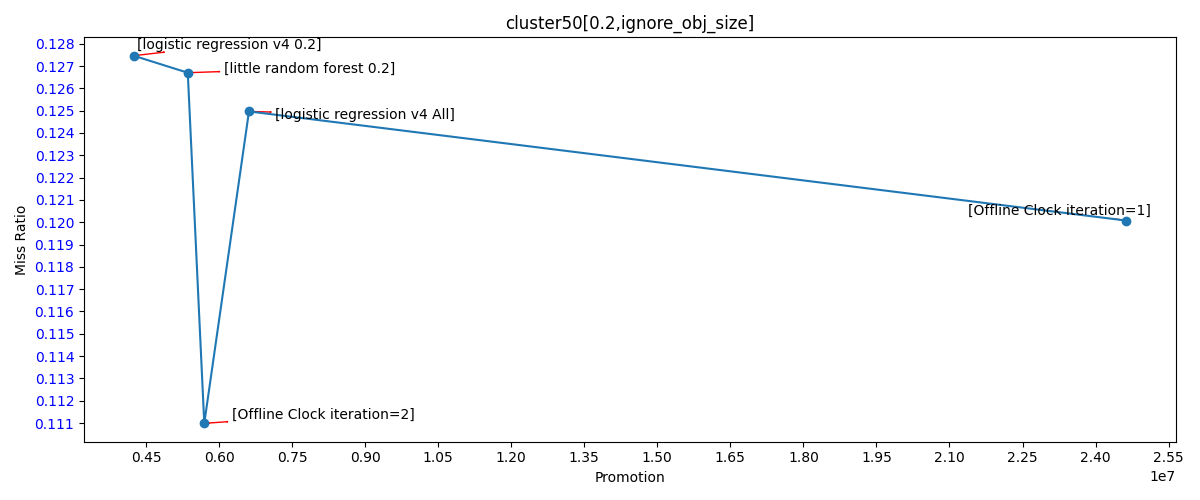 cluster50[0.2,ignore_obj_size]
Miss Ratio
0.128
0.127
0.126
0.125
0.124
0.123
0.122
0.121
0.120
0.119
0.118
0.117
0.116
0.115
0.114
0.113
0.112
0.111
[logistic regression v4 0.2]
[little random forest 0.2]
[logistic regression v4 All]
[Offline Clock iteration=1]
[Offline Clock iteration=2]
0.45 0.60 0.75 0.90 1.05 1.20 1.35 1.50 1.65 1.80 1.95 2.10 2.25 2.40 2.55
1e7
Promotion